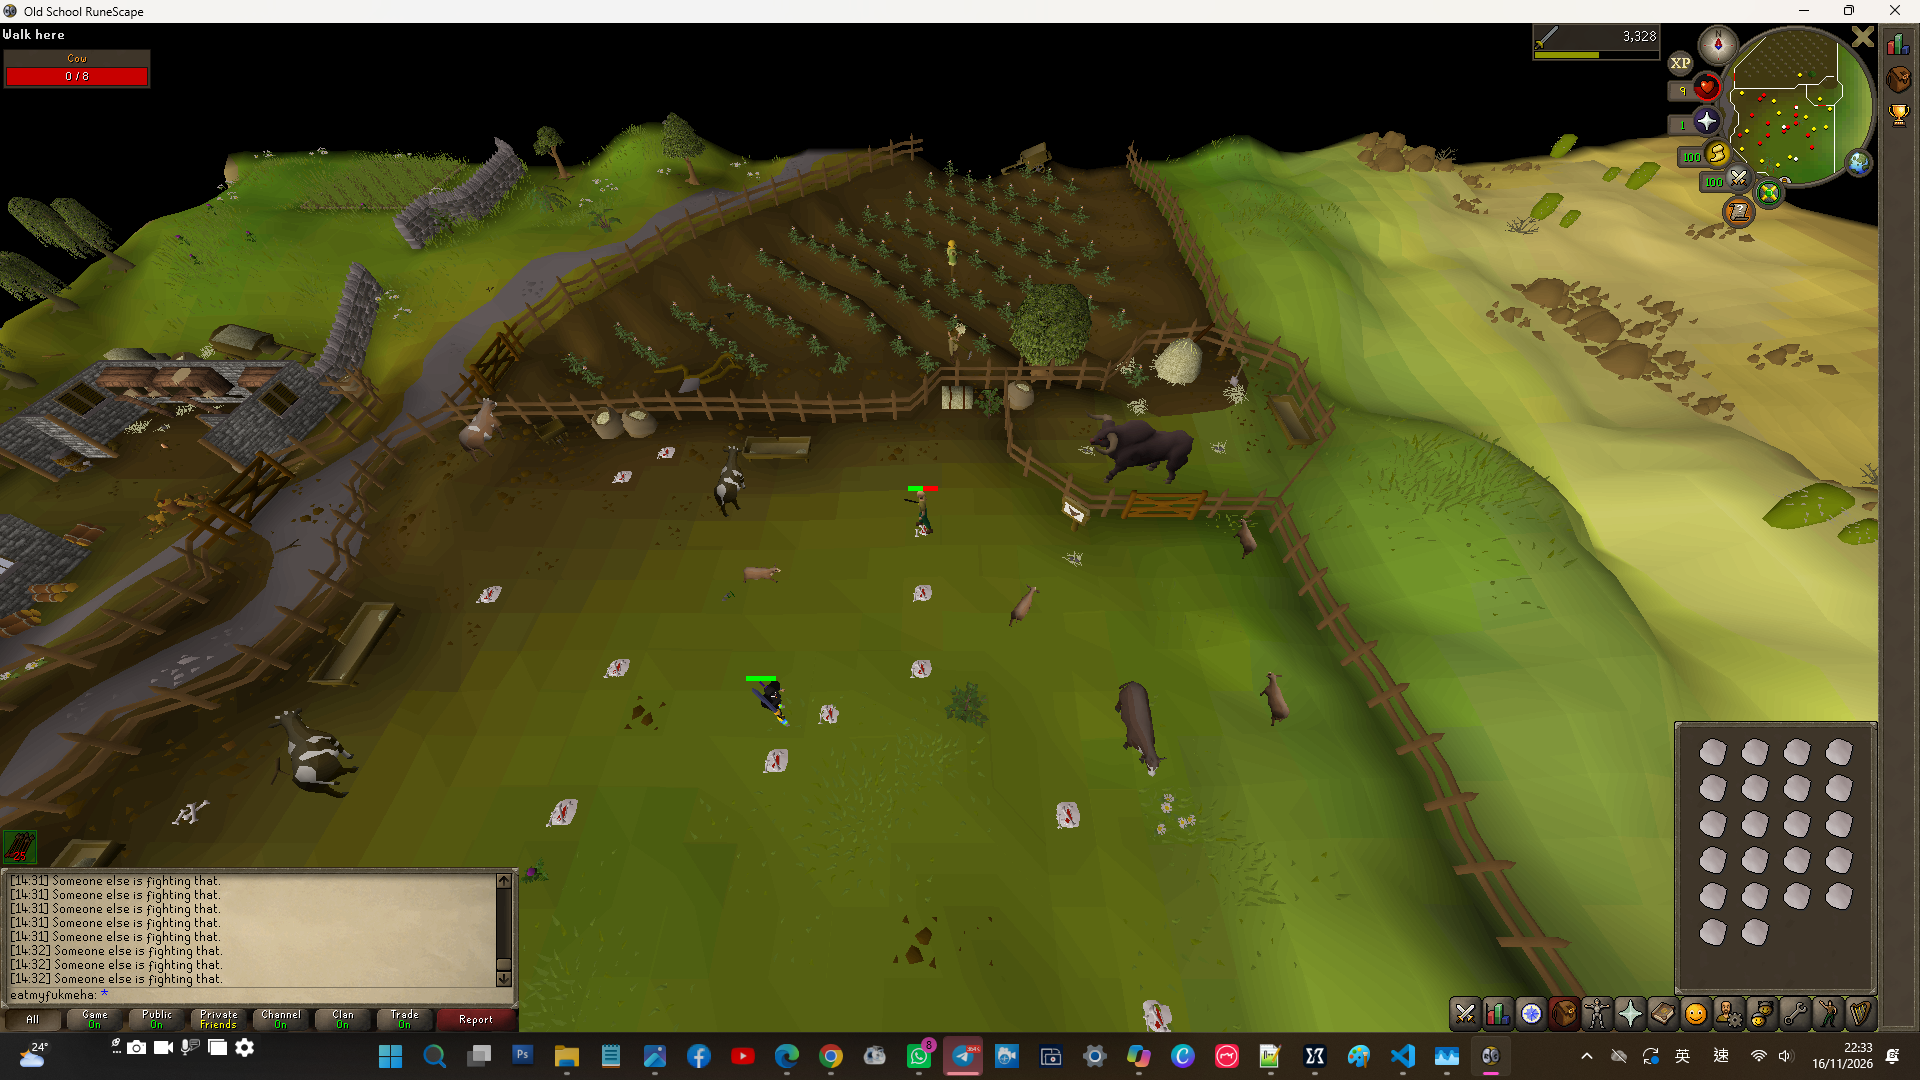 Old School RuneScape
Walk here
Cow
0 / 8
3,328
N
XP
9
1
100
100
-25
[14:31] Someone else is fighting that.
[14:31] Someone else is fighting that.
[14:31] Someone else is fighting that.
[14:31] Someone else is fighting that.
[14:31] Someone else is fighting that.
[14:32] Someone else is fighting that.
[14:32] Someone else is fighting that.
[14:32] Someone else is fighting that.
eatmyfukmeha: *
All
Game
On
Public
On
Private
Friends
Channel
On
Clan
On
Trade
On
Report
24°
Ps
8
英
速
22:33
16/11/2026